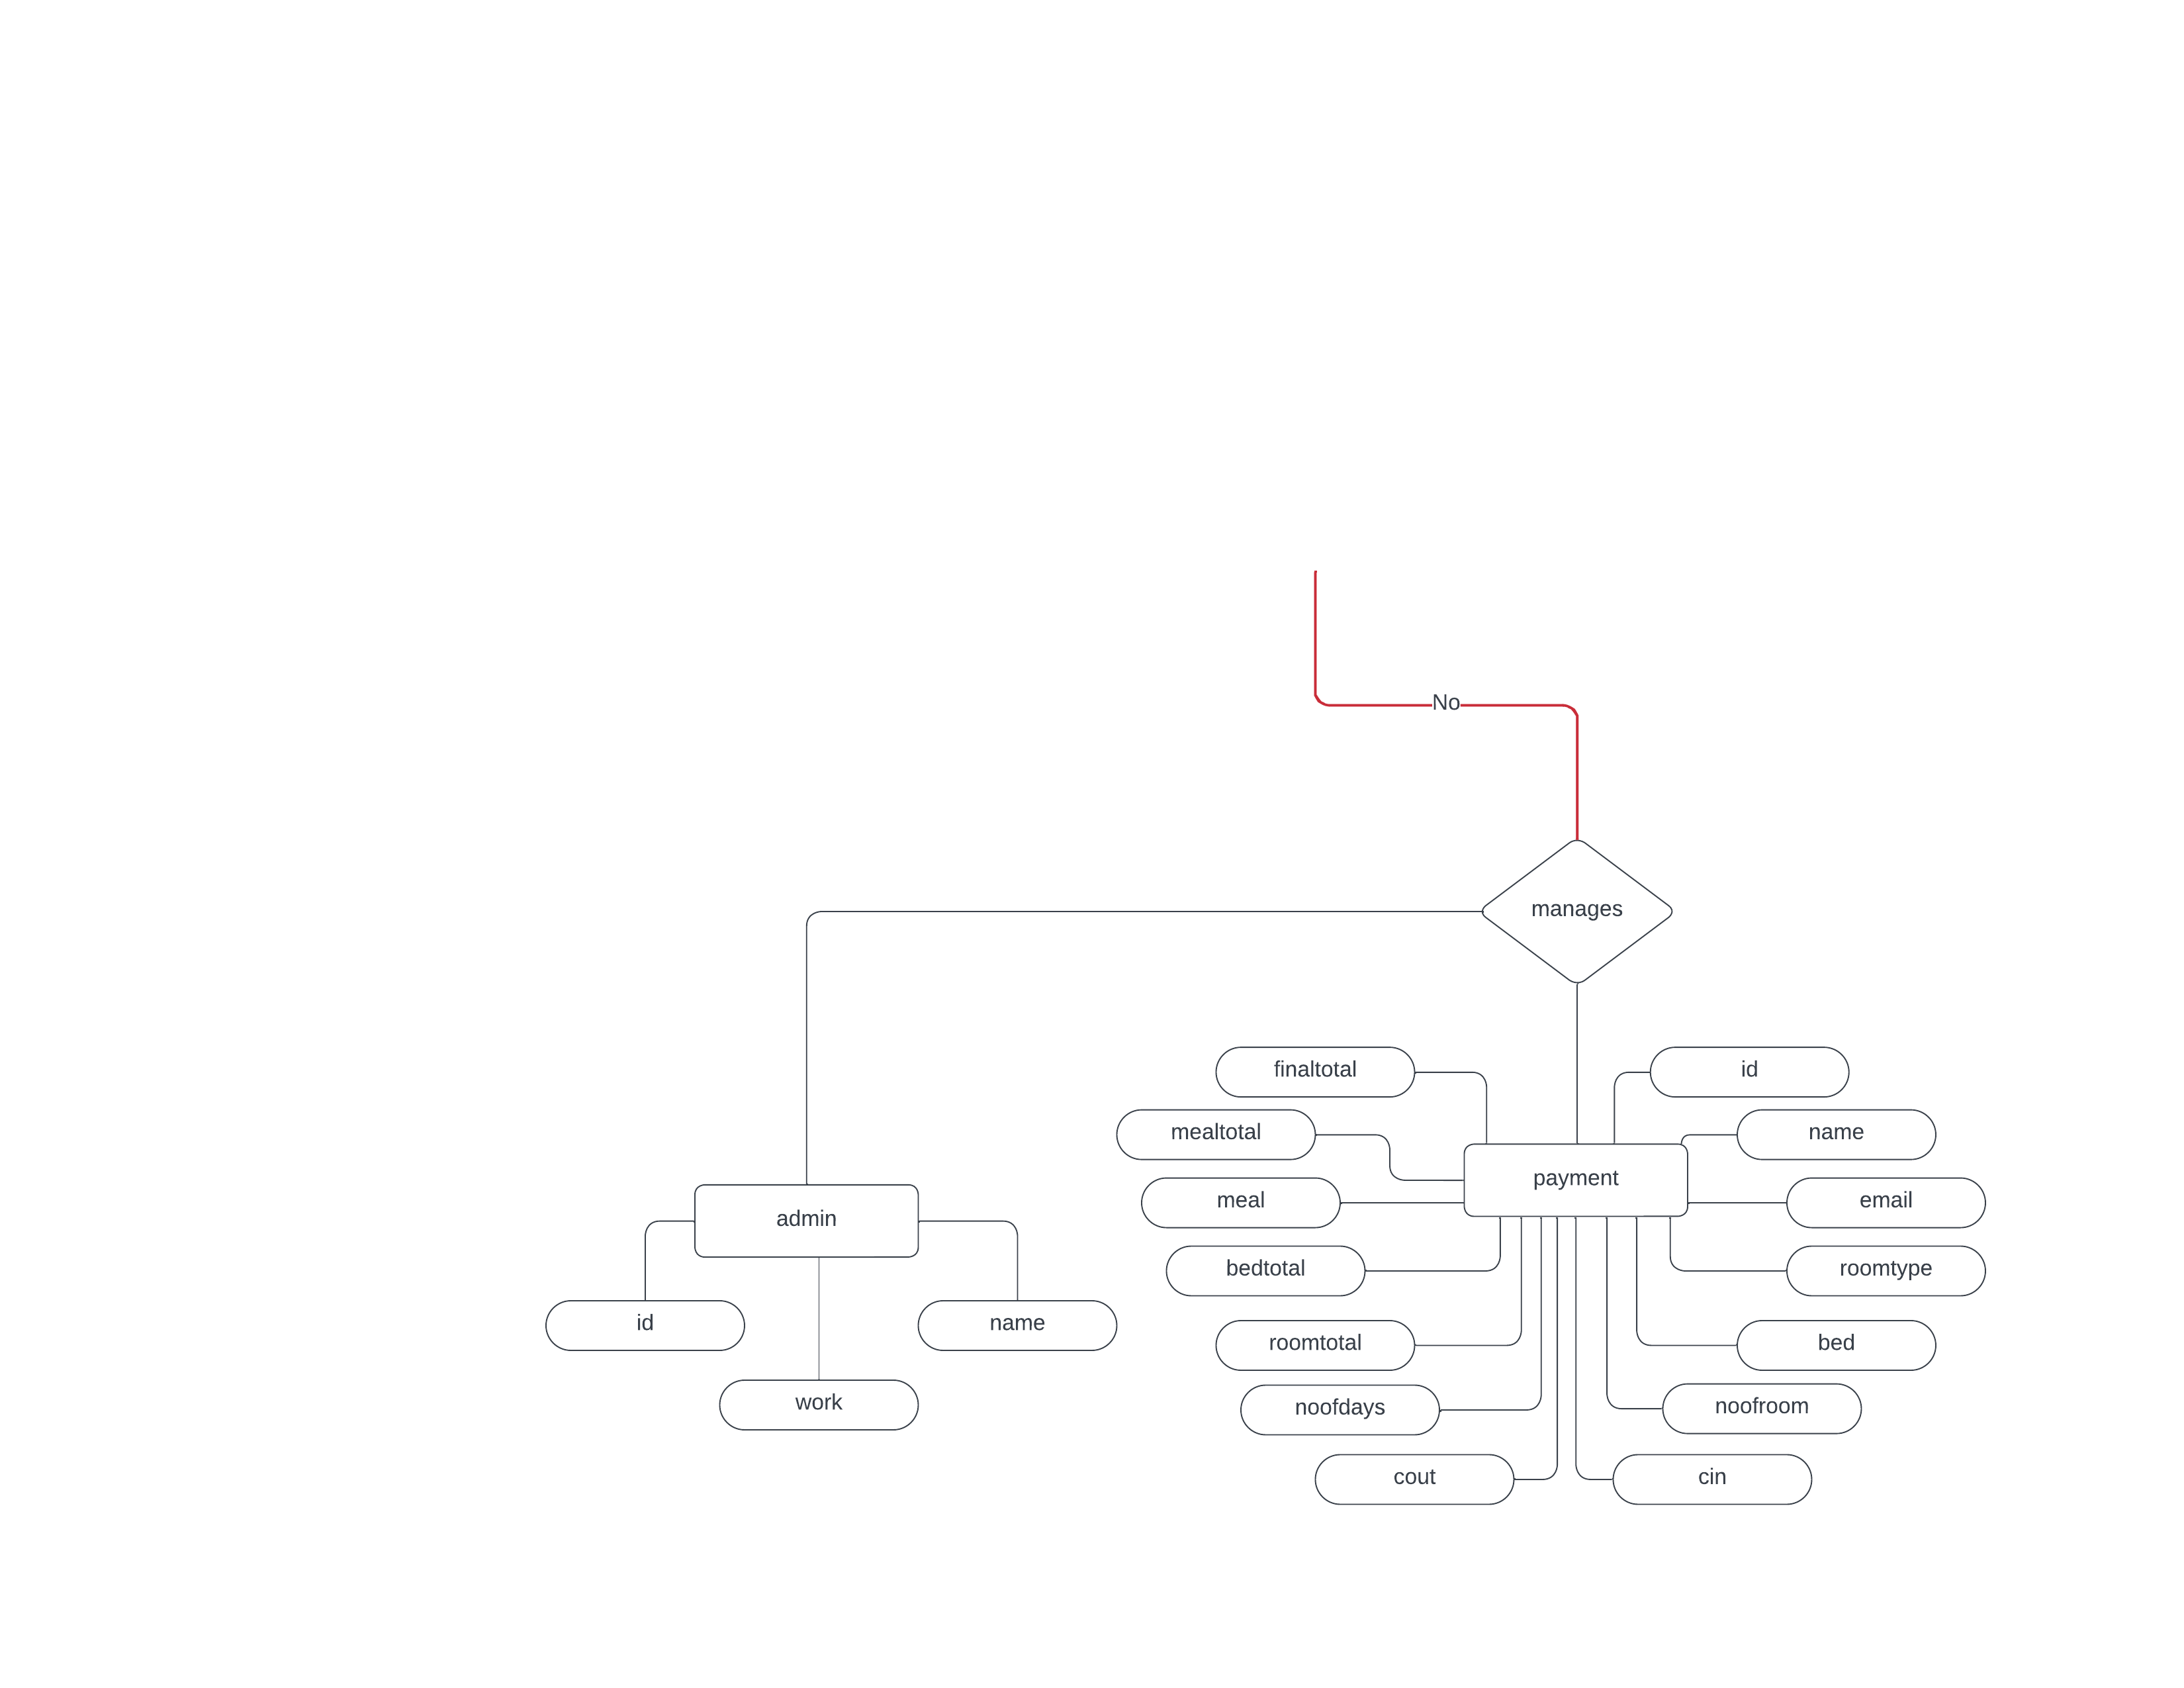 No
manages
finaltotal
id
mealtotal
name
payment
meal
email
admin
bedtotal
roomtype
id
name
roomtotal
bed
work
noofdays
noofroom
cout
cin